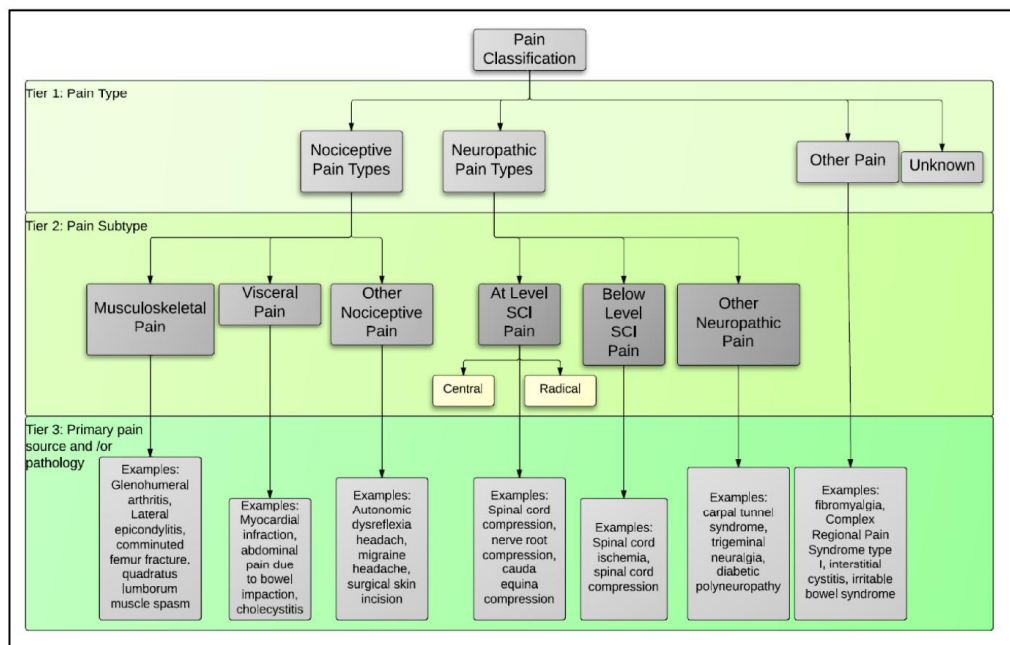 Pain
Classification
Tier 1: Pain Type
Nociceptive
Pain Types
Neuropathic
Pain Types
Other Pain
Unknown
Tier 2: Pain Subtype
Musculoskeletal
Pain
Visceral
Pain
Other
Nociceptive
Pain
At Level
SCI
Pain
Below
Level
SCI
Pain
Other
Neuropathic
Pain
Central
Radical
Tier 3: Primary pain
source and /or
pathology
Examples:
Glenohumeral
arthritis,
Lateral
epicondylitis,
comminuted
femur fracture.
quadratus
lumborum
muscle spasm
Examples:
Myocardial
infraction,
abdominal
pain due
to bowel
impaction,
cholecystitis
Examples:
Autonomic
dysreflexia
headach,
migraine
headache,
surgical skin
incision
Examples:
Spinal cord
compression,
nerve root
compression,
cauda
equina
compression
Examples:
Spinal cord
ischemia,
spinal cord
compression
Examples:
carpal tunnel
syndrome,
trigeminal
neuralgia,
diabetic
polyneuropathy
Examples:
fibromyalgia,
Complex
Regional Pain
Syndrome type
I, interstitial
cystitis, irritable
bowel syndrome